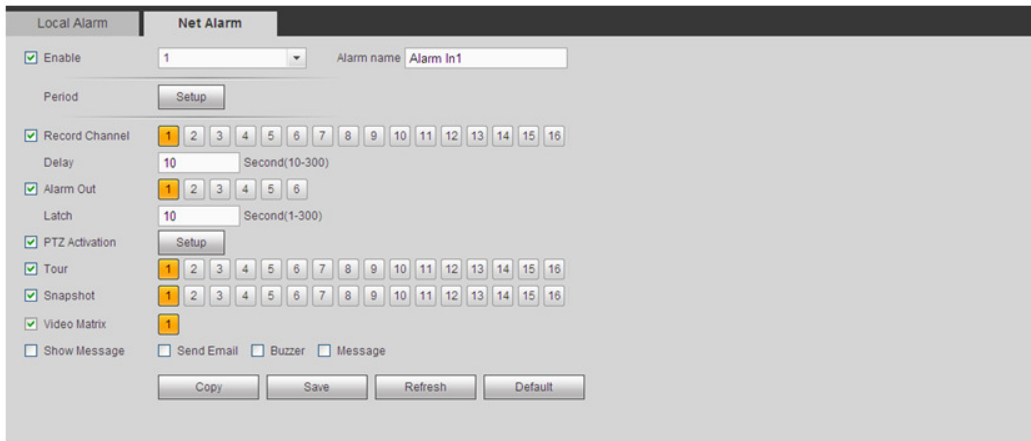 Local Alarm Net Alarm
Enable 1 Alarm name Alarm In1
Period Setup
Record Channel 1 2 3 4 5 6 7 8 9 10 11 12 13 14 15 16
Delay 10 Second(10-300)
Alarm Out 1 2 3 4 5 6
Latch 10 Second(1-300)
PTZ Activation Setup
Tour 1 2 3 4 5 6 7 8 9 10 11 12 13 14 15 16
Snapshot 1 2 3 4 5 6 7 8 9 10 11 12 13 14 15 16
Video Matrix 1
Show Message Send Email Buzzer Message
Copy Save Refresh Default